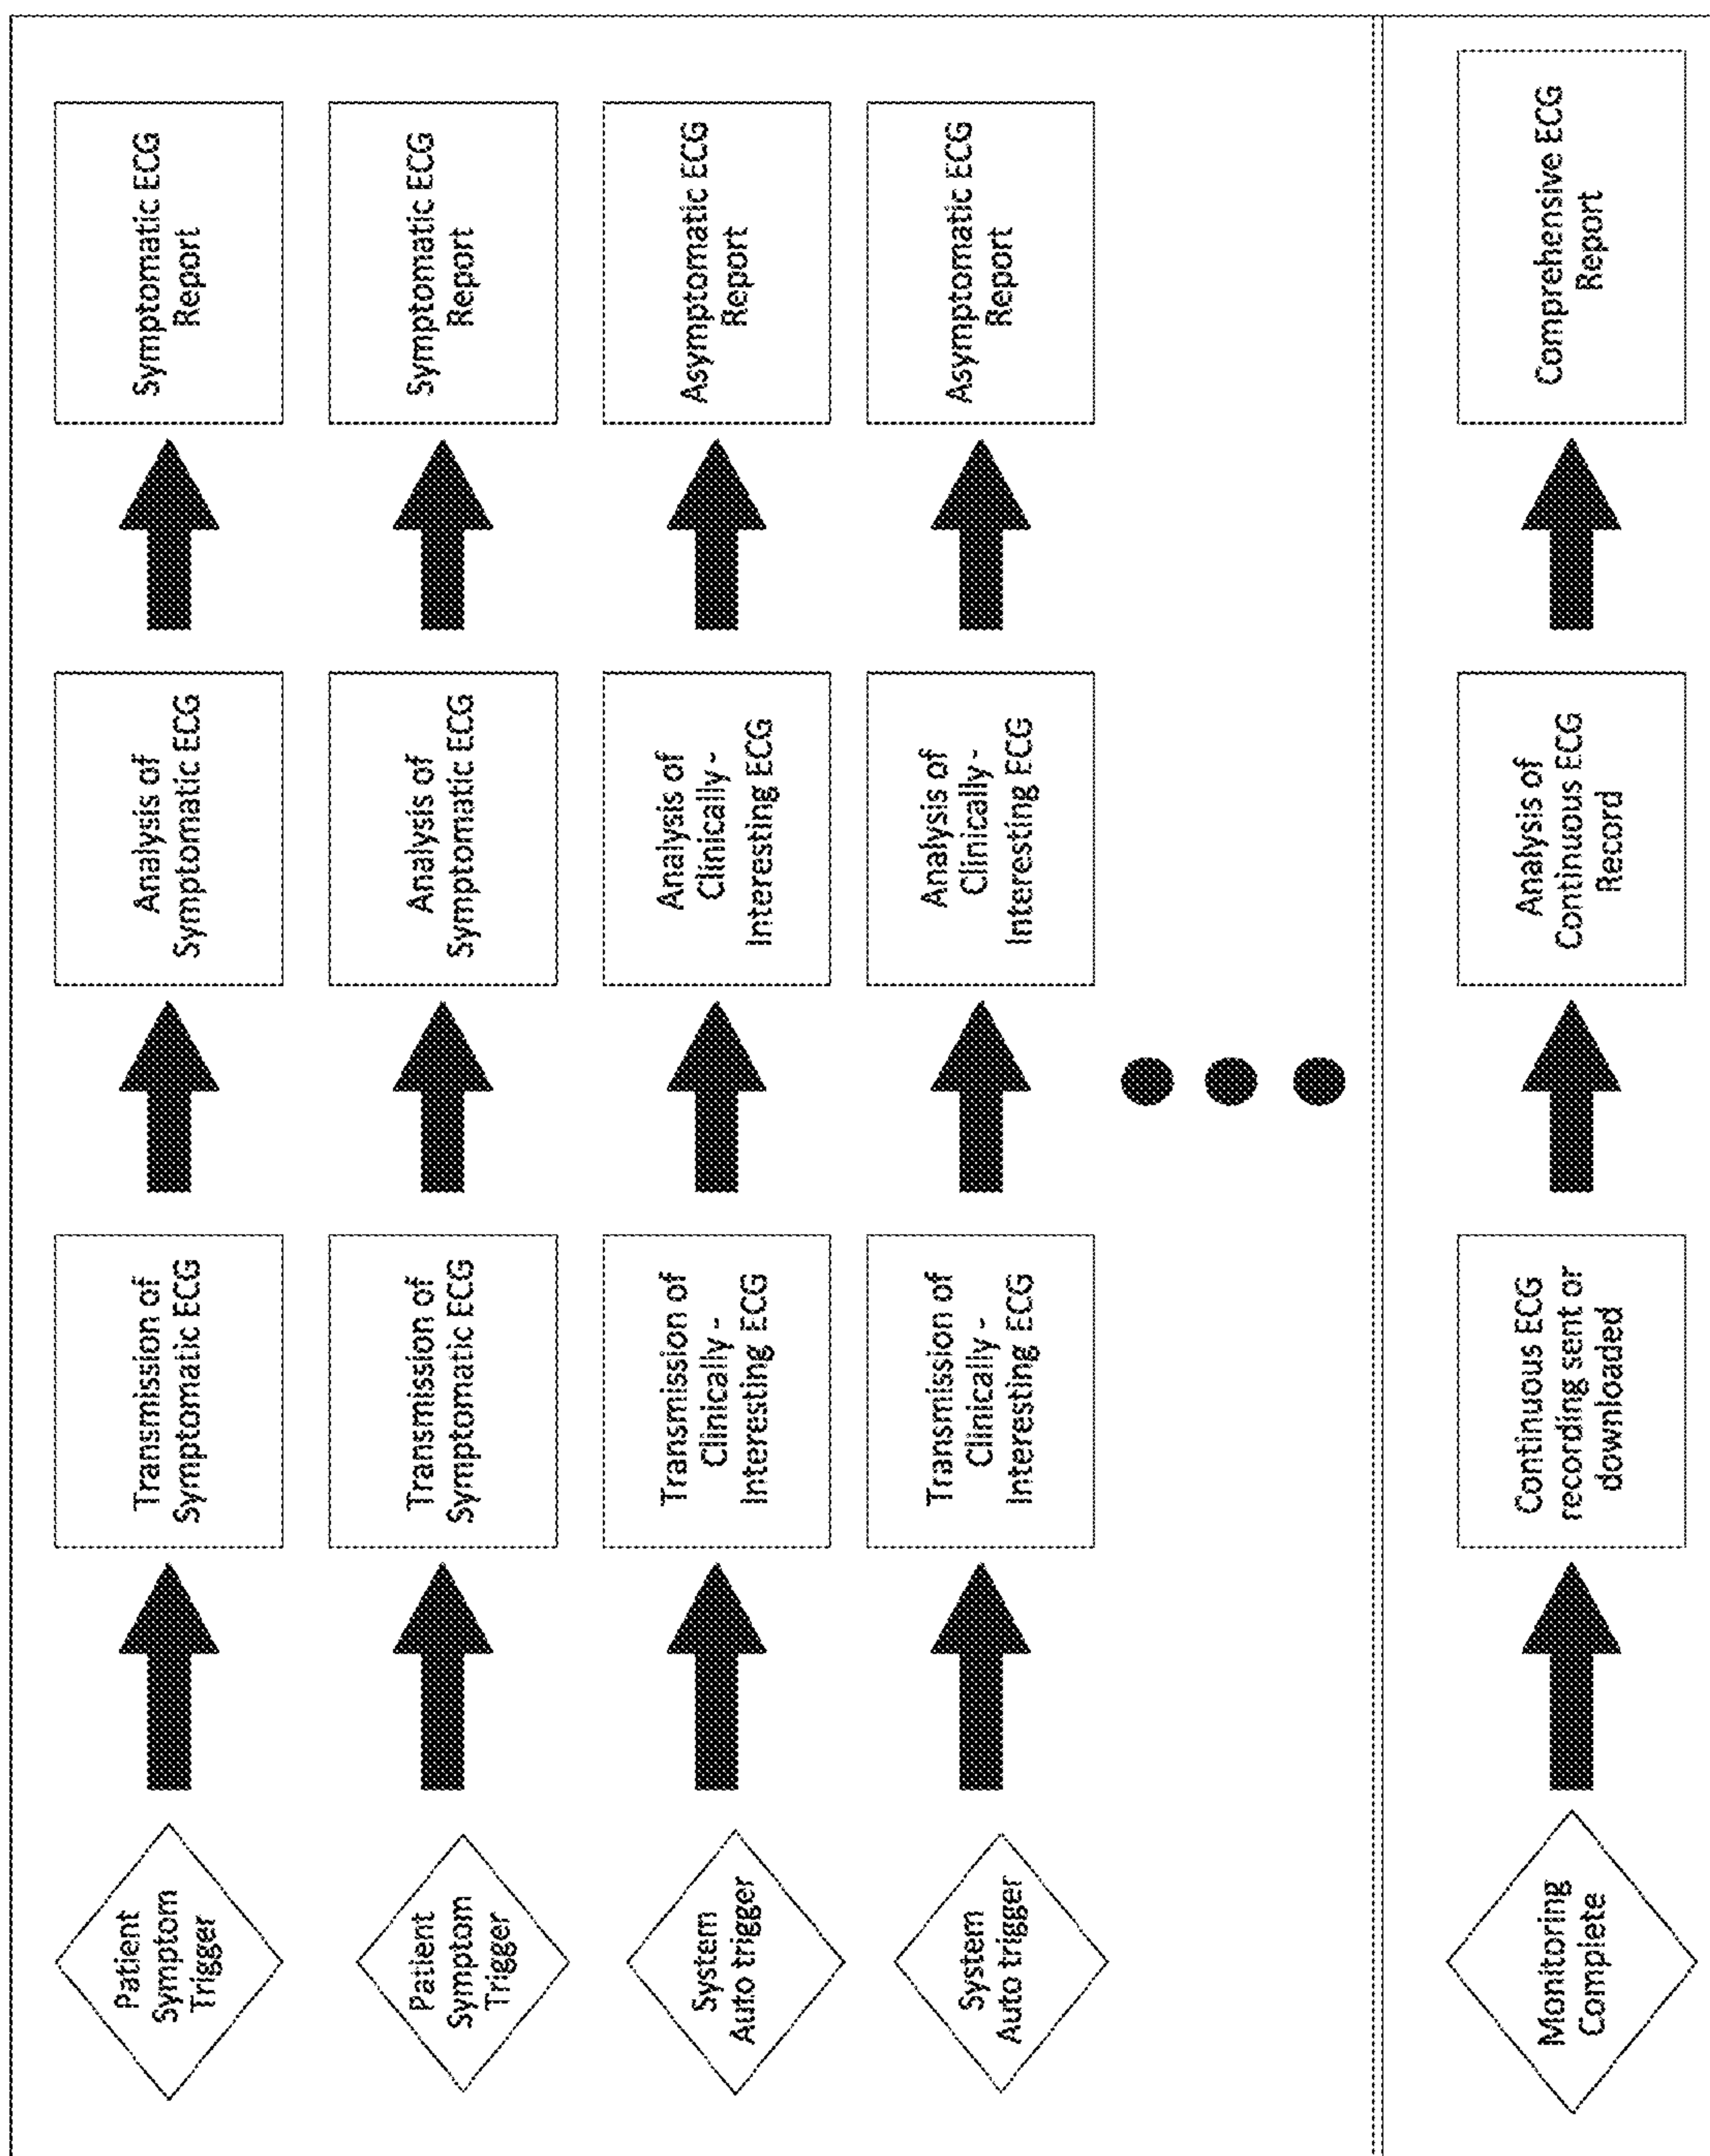 Patient
Symptom
Trigger
Transmission of
Symptomatic ECG
Analysis of
Symptomatic ECG
Symptomatic ECG
Report
Patient
Symptom
Trigger
Transmission of
Symptomatic ECG
Analysis of
Symptomatic ECG
Symptomatic ECG
Report
System
Auto trigger
Transmission of
Clinically -
Interesting ECG
Analysis of
Clinically -
Interesting ECG
Asymptomatic ECG
Report
System
Auto trigger
Transmission of
Clinically -
Interesting ECG
Analysis of
Clinically -
Interesting ECG
Asymptomatic ECG
Report
Monitoring
Complete
Continuous ECG
recording sent or
downloaded
Analysis of
Continuous ECG
Record
Comprehensive ECG
Report